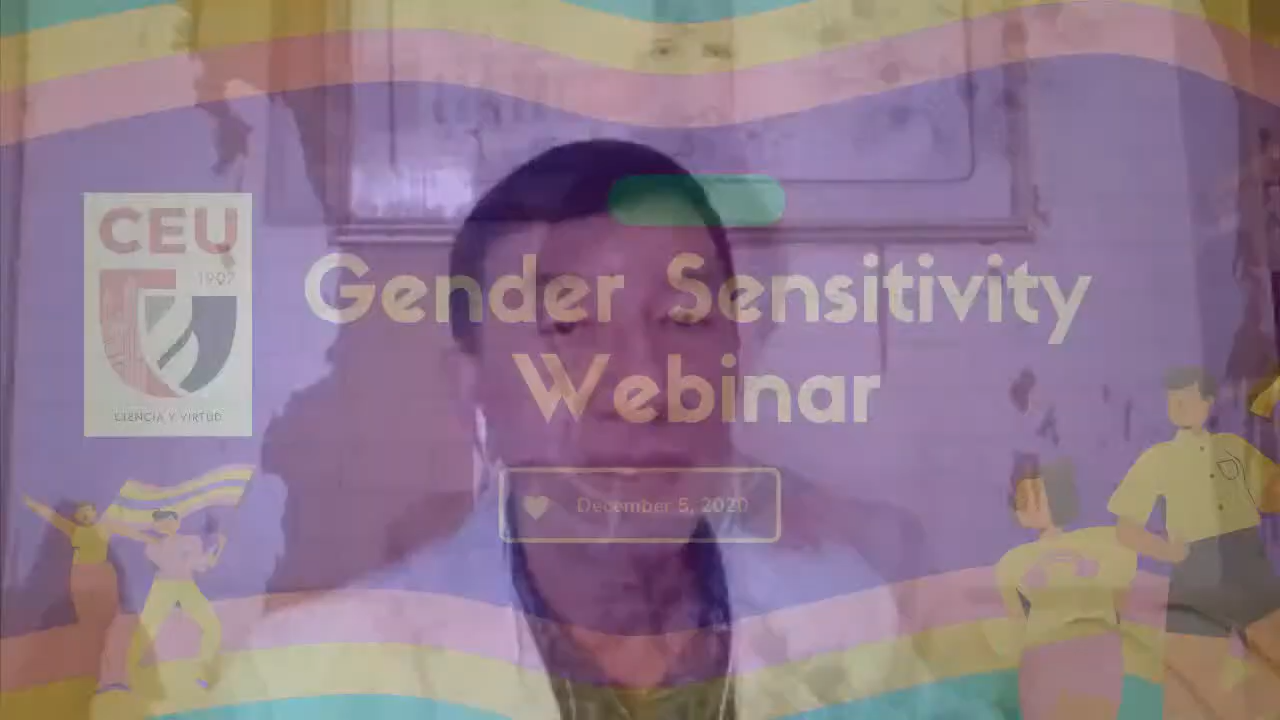 CEU
1907
CIENCIA Y VIRTUD
Gender Sensitivity
Webinar
December 5, 2020